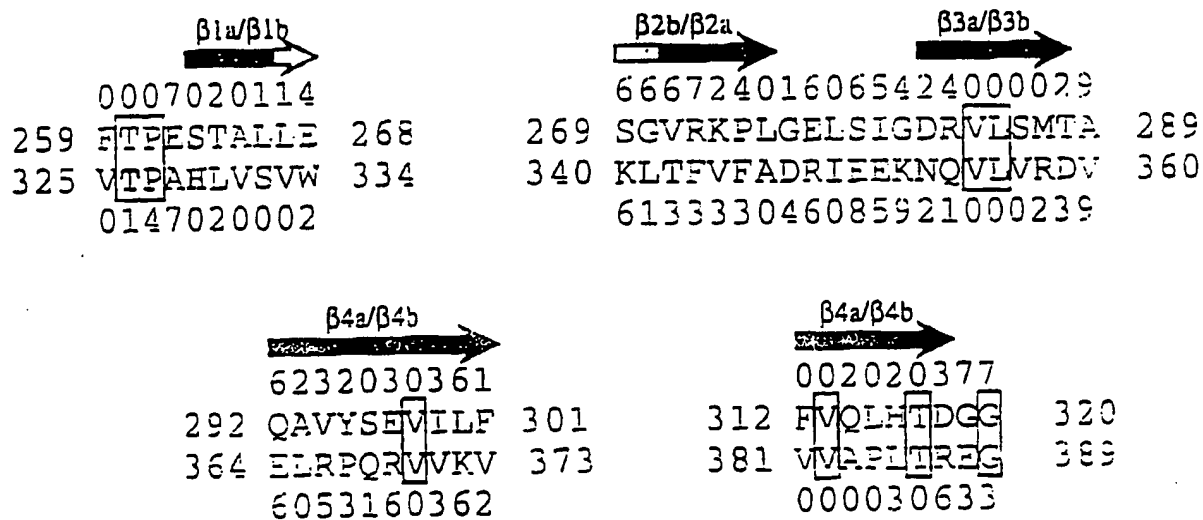 β1a/β1b
0007020114
259 FTPESTALLE 268
325 VTPAHLVSVW 334
0147020002
β2b/β2a β3a/β3b
666724016065424000029
269 SGVRKPLGELSIGDRVLSMTA 289
340 KLTFVFADRIEEKNQVLVRDV 360
613333046085921000239
β4a/β4b
6232030361
292 QAVYSEVILF 301
364 ELRPQRVVKV 373
6053160362
β4a/β4b
002020377
312 FVQLHTDGG 320
381 VVAPLTREG 389
000030633